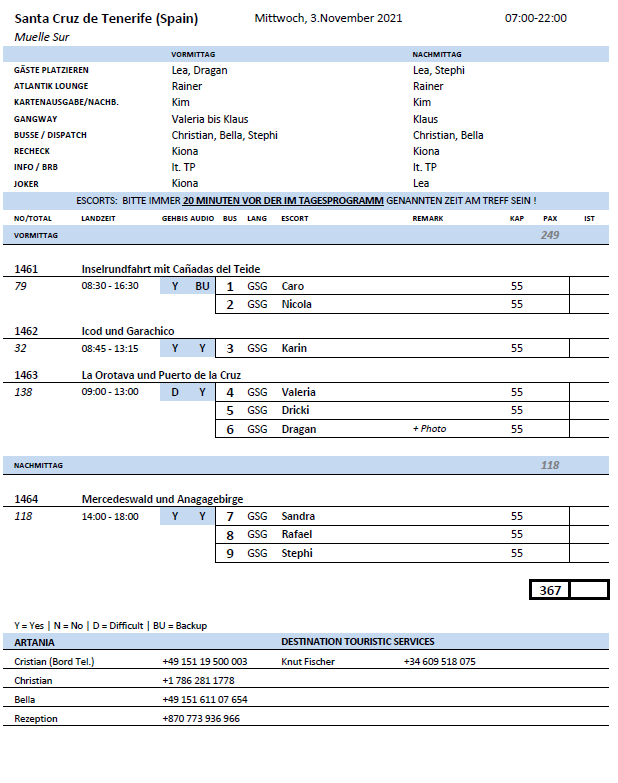 Santa Cruz de Tenerife (Spain) Mittwoch, 3.November 2021 07:00-22:00
Muelle Sur
VORMITTAG NACHMITTAG
GÄSTE PLATZIEREN Lea, Dragan Lea, Stephi
ATLANTIK LOUNGE Rainer Rainer
KARTENAUSGABE/NACHB. Kim Kim
GANGWAY Valeria bis Klaus Klaus
BUSSE / DISPATCH Christian, Bella, Stephi Christian, Bella
RECHECK Kiona Kiona
INFO / BRB lt. TP lt. TP
JOKER Kiona Lea
ESCORTS: BITTE IMMER 20 MINUTEN VOR DER IM TAGESPROGRAMM GENANNTEN ZEIT AM TREFF SEIN !
NO/TOTAL LANDZEIT GEHBIS AUDIO BUS LANG ESCORT REMARK KAP PAX IST
VORMITTAG 249
1461 Inselrundfahrt mit Cañadas del Teide
79 08:30 - 16:30 Y BU 1 GSG Caro 55
2 GSG Nicola 55
1462 Icod und Garachico
32 08:45 - 13:15 Y Y 3 GSG Karin 55
1463 La Orotava und Puerto de la Cruz
138 09:00 - 13:00 D Y 4 GSG Valeria 55
5 GSG Dricki 55
6 GSG Dragan + Photo 55
NACHMITTAG 118
1464 Mercedeswald und Anagagebirge
118 14:00 - 18:00 Y Y 7 GSG Sandra 55
8 GSG Rafael 55
9 GSG Stephi 55
367
Y = Yes | N = No | D = Difficult | BU = Backup
ARTANIA DESTINATION TOURISTIC SERVICES
Cristian (Bord Tel.) +49 151 19 500 003 Knut Fischer +34 609 518 075
Christian +1 786 281 1778
Bella +49 151 611 07 654
Rezeption +870 773 936 966